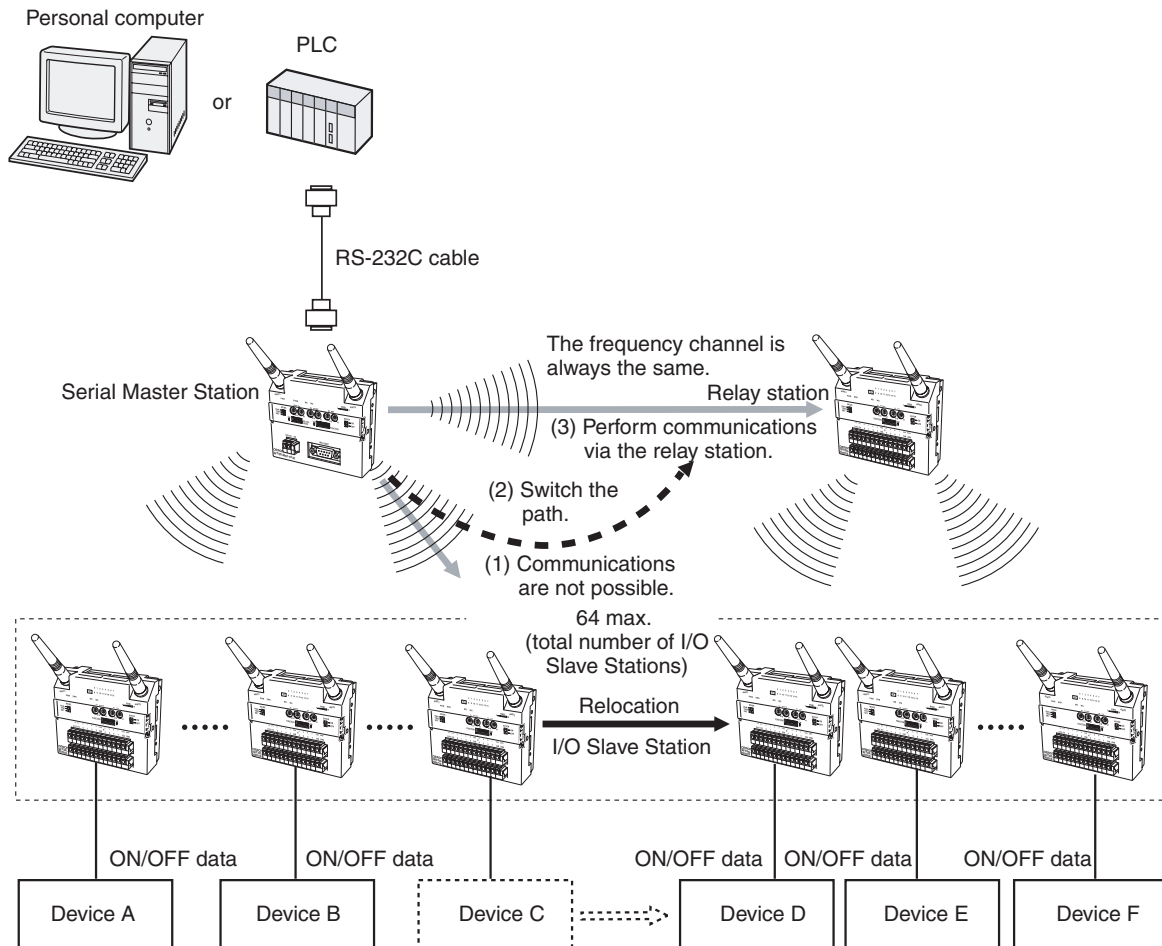 Personal computer
PLC
or
RS-232C cable
The frequency channel is
always the same.
Serial Master Station
Relay station
(3) Perform communications
via the relay station.
(2) Switch the
path.
(1) Communications
are not possible.
64 max.
(total number of I/O
Slave Stations)
Relocation
I/O Slave Station
ON/OFF data
ON/OFF data
ON/OFF data
ON/OFF data
ON/OFF data
Device A
Device B
Device C
Device D
Device E
Device F